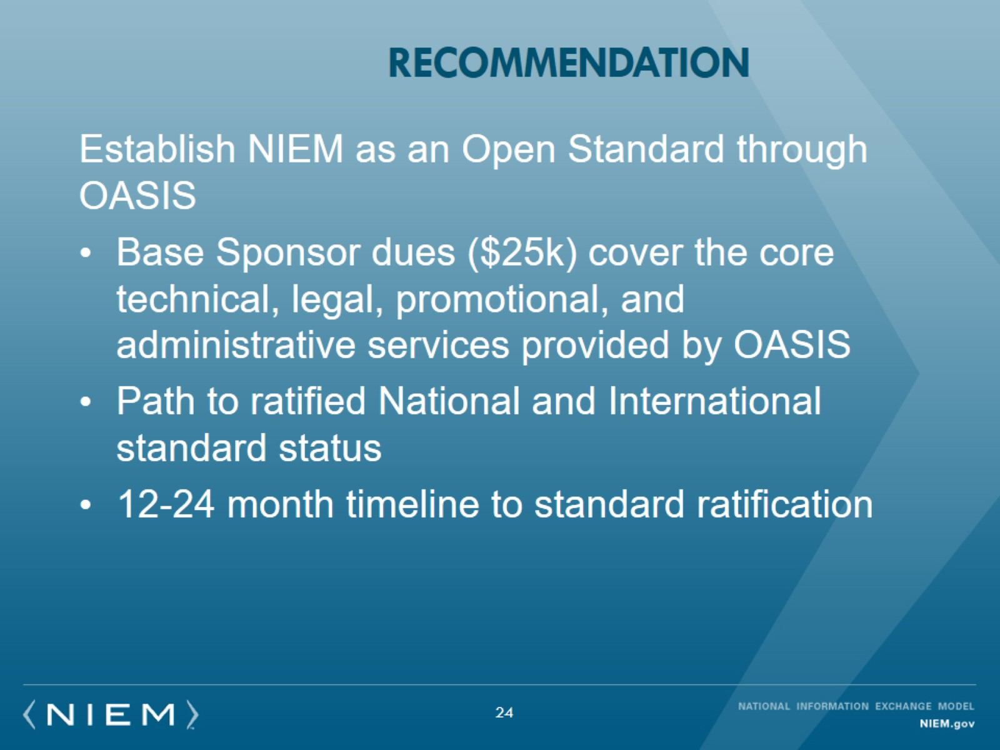 RECOMMENDATION
Establish NIEM as an Open Standard through
OASIS
• Base Sponsor dues ($25k) cover the core
technical, legal, promotional, and
administrative services provided by OASIS
• Path to ratified National and International
standard status
• 12-24 month timeline to standard ratification
〈NIEM〉™
24
NATIONAL INFORMATION EXCHANGE MODEL
NIEM.gov